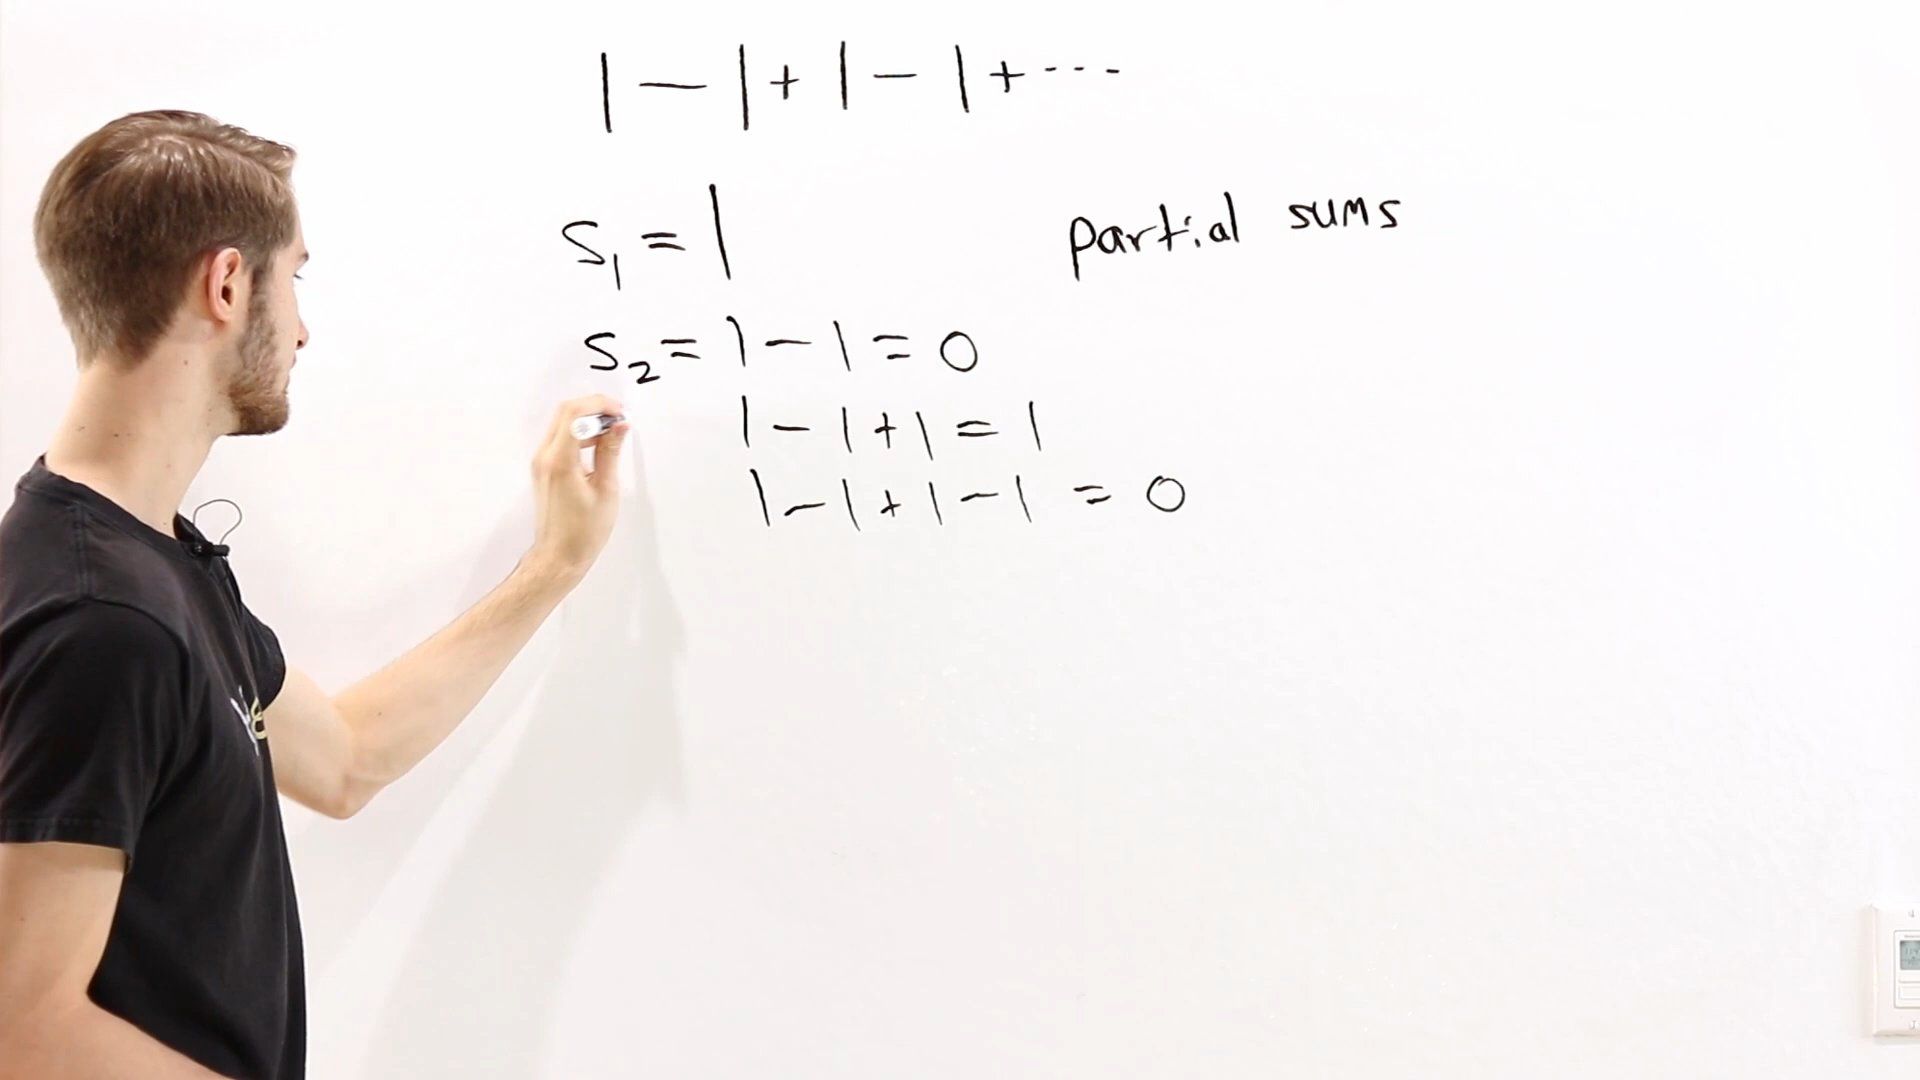 1 - 1 + 1 - 1 + ...
S₁ = 1
partial sums
S₂ = 1 - 1 = 0
1 - 1 + 1 = 1
1 - 1 + 1 - 1 = 0